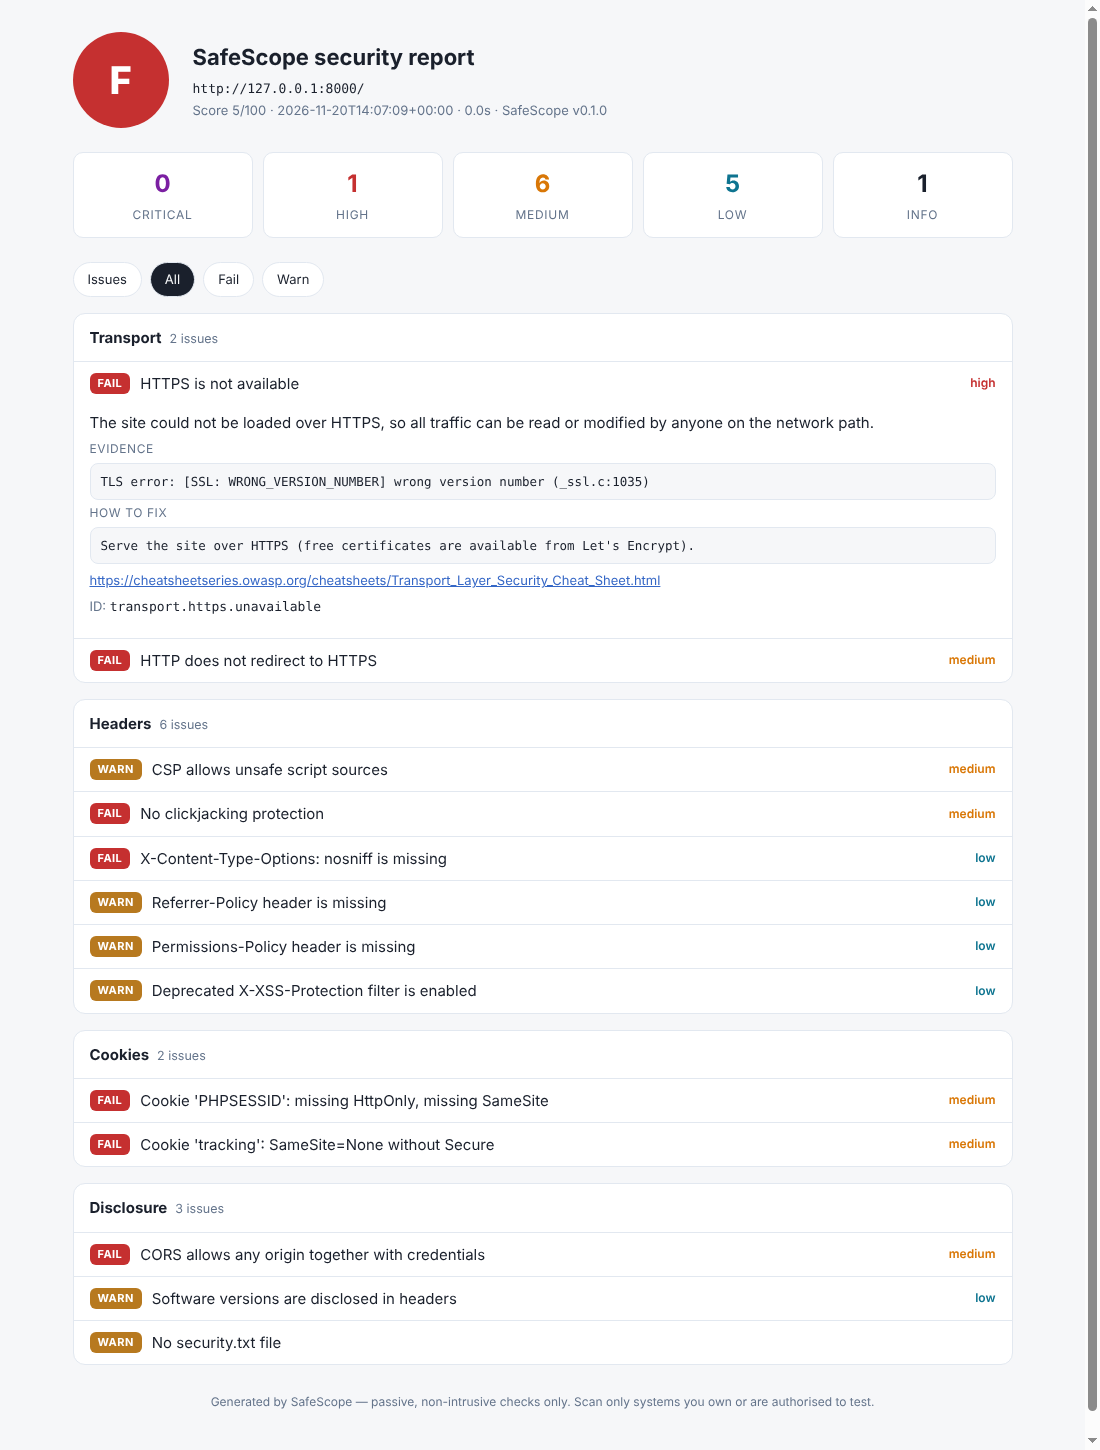 F
SafeScope security report
http://127.0.0.1:8000/
Score 5/100 · 2026-11-20T14:07:09+00:00 · 0.0s · SafeScope v0.1.0
0
CRITICAL
1
HIGH
6
MEDIUM
5
LOW
1
INFO
Issues All Fail Warn
Transport 2 issues
FAIL HTTPS is not available high
The site could not be loaded over HTTPS, so all traffic can be read or modified by anyone on the network path.
EVIDENCE
TLS error: [SSL: WRONG_VERSION_NUMBER] wrong version number (_ssl.c:1035)
HOW TO FIX
Serve the site over HTTPS (free certificates are available from Let's Encrypt).
https://cheatsheetseries.owasp.org/cheatsheets/Transport_Layer_Security_Cheat_Sheet.html
ID: transport.https.unavailable
FAIL HTTP does not redirect to HTTPS medium
Headers 6 issues
WARN CSP allows unsafe script sources medium
FAIL No clickjacking protection medium
FAIL X-Content-Type-Options: nosniff is missing low
WARN Referrer-Policy header is missing low
WARN Permissions-Policy header is missing low
WARN Deprecated X-XSS-Protection filter is enabled low
Cookies 2 issues
FAIL Cookie 'PHPSESSID': missing HttpOnly, missing SameSite medium
FAIL Cookie 'tracking': SameSite=None without Secure medium
Disclosure 3 issues
FAIL CORS allows any origin together with credentials medium
WARN Software versions are disclosed in headers low
WARN No security.txt file
Generated by SafeScope — passive, non-intrusive checks only. Scan only systems you own or are authorised to test.